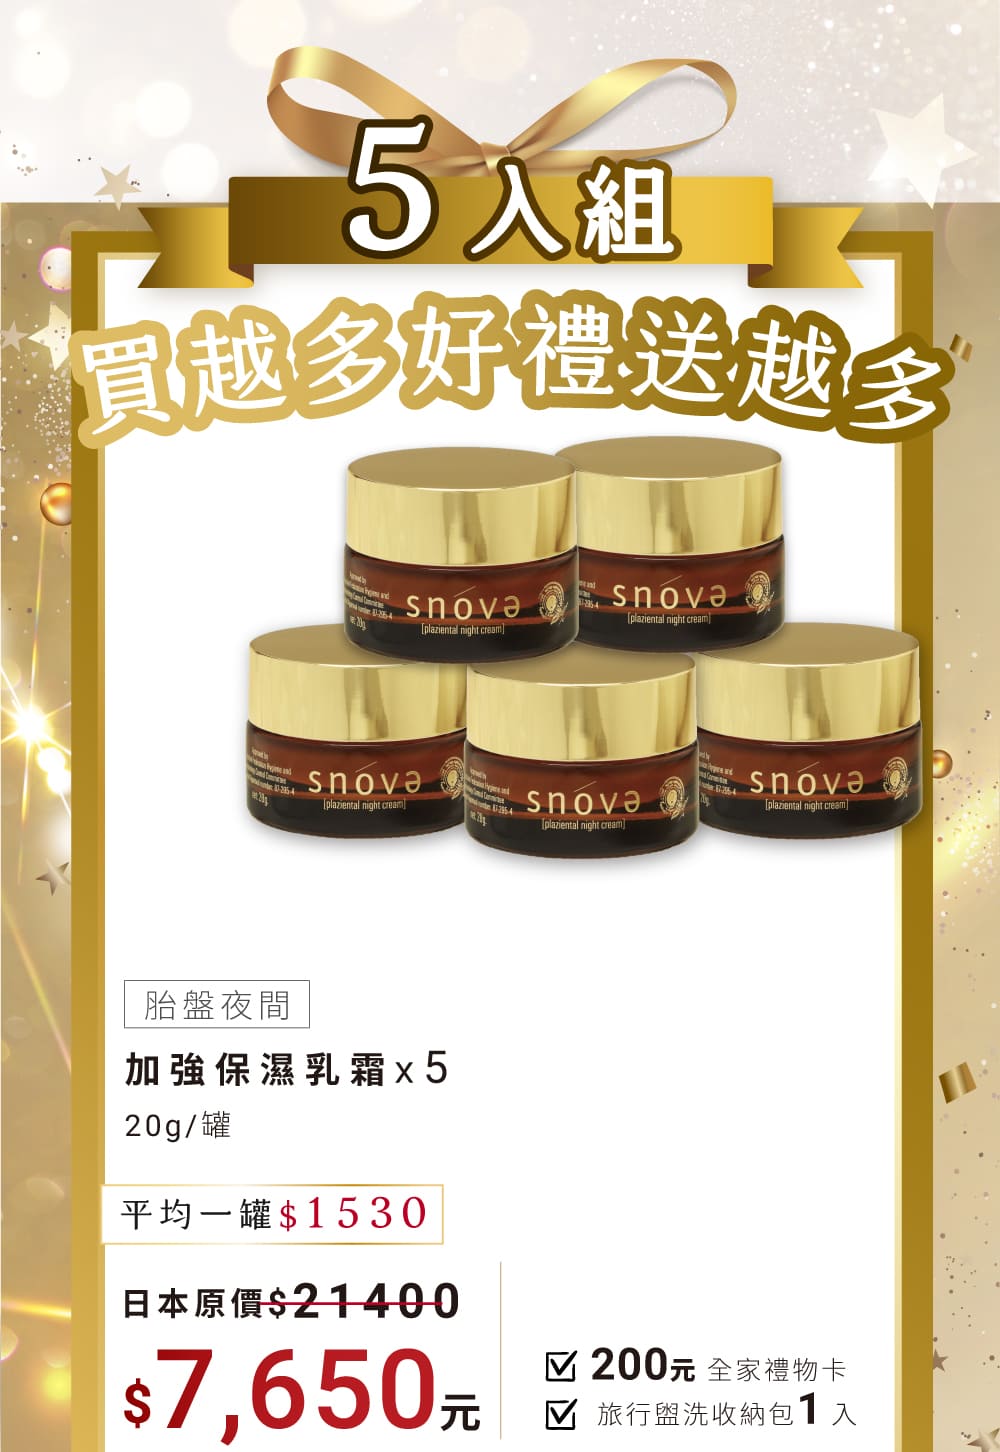 5入組
買越多好禮送越多
snova
[plaziental night cream]
snova
[plaziental night cream]
snova
[plaziental night cream]
snova
[plaziental night cream]
snova
[plaziental night cream]
胎盤夜間
加強保濕乳霜 x 5
20g/罐
平均一罐$1530
日本原價$21400
$7,650元
200元 全家禮物卡
旅行盥洗收納包1入